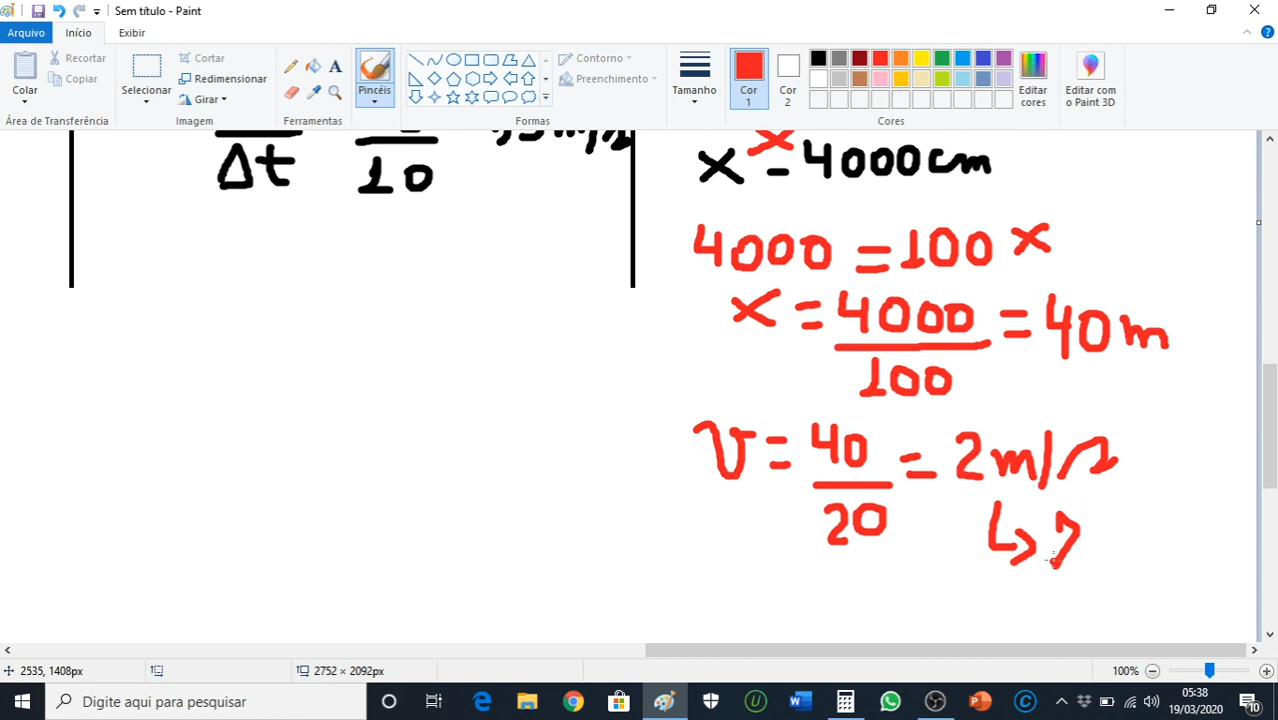 Sem título - Paint
Arquivo Início Exibir
Colar
Recortar
Copiar
Área de Transferência
Selecionar
Cortar
Redimensionar
Girar
Imagem
A
Pincéis
Ferramentas
Contorno
Preenchimento
Formas
Tamanho
Cor 1
Cor 2
Editar cores
Editar com o Paint 3D
Cores
Δt 10
x - 4000cm
4000 = 100 x
x = 4000 = 40 m
100
V = 40 = 2 m/s
20
2535, 1408px
2752 × 2092px
100%
Digite aqui para pesquisar
05:38
19/03/2020
10